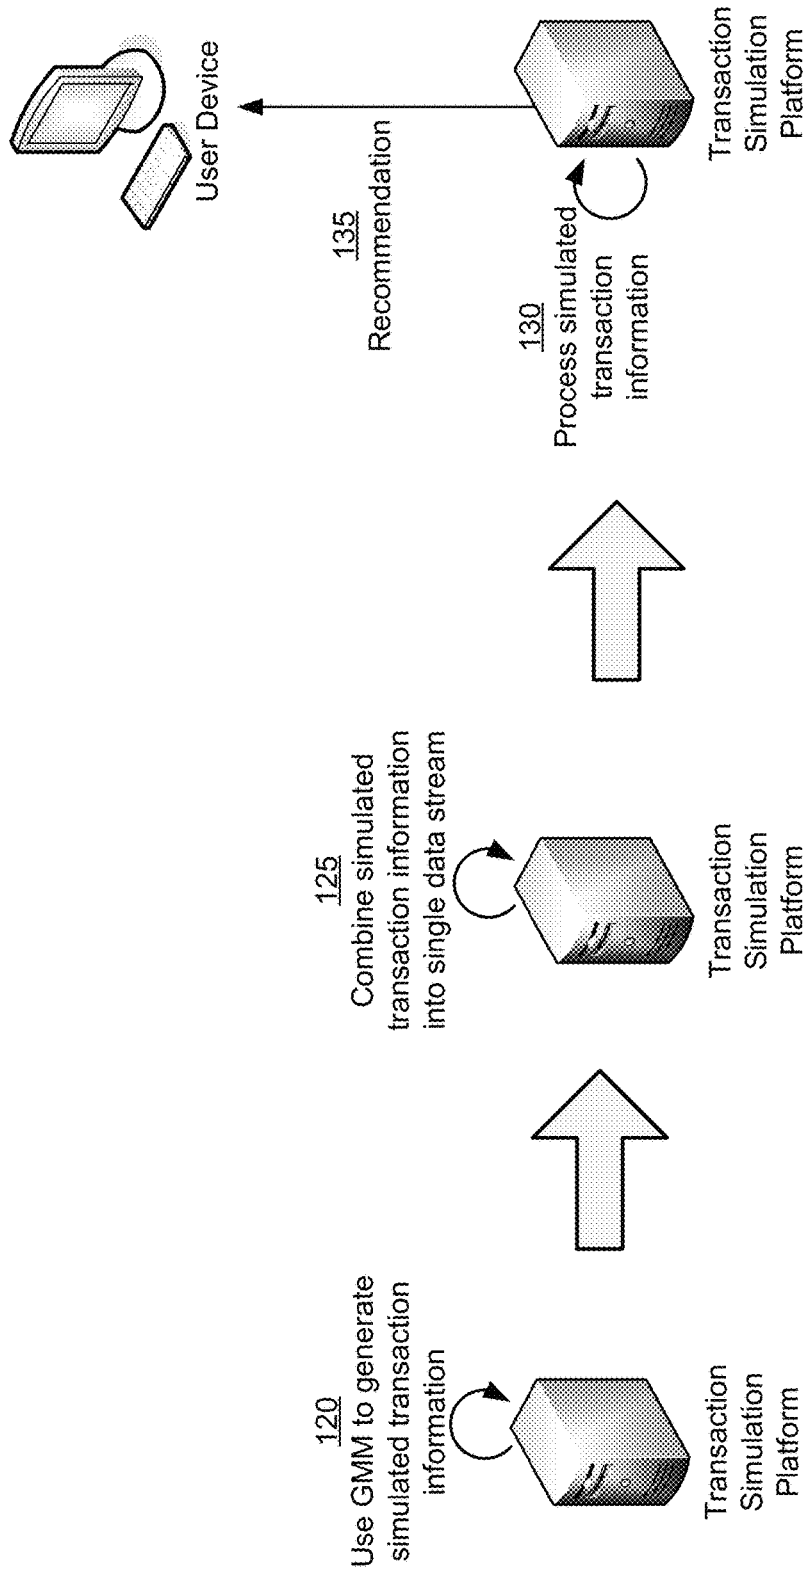 120
Use GMM to generate
simulated transaction
information
Transaction
Simulation
Platform
125
Combine simulated
transaction information
into single data stream
Transaction
Simulation
Platform
130
Process simulated
transaction
information
Transaction
Simulation
Platform
135
Recommendation
User Device